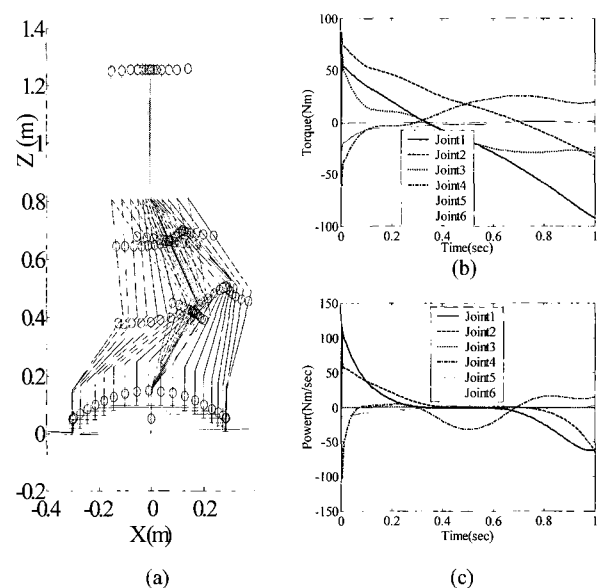 1.4
1.2
Z (m)
1
0.8
0.6
0.4
0.2
0
-0.2
-0.4 -0.2 0 0.2
X(m)
(a)
100
50
0
-50
-100
Torque(Nm)
Joint1
Joint2
Joint3
Joint4
Joint5
Joint6
0 0.2 0.4 0.6 0.8 1
Time(sec)
(b)
150
100
50
0
-50
-100
-150
Power(Nm/sec)
Joint1
Joint2
Joint3
Joint4
Joint5
Joint6
0 0.2 0.4 0.6 0.8 1
Time(sec)
(c)